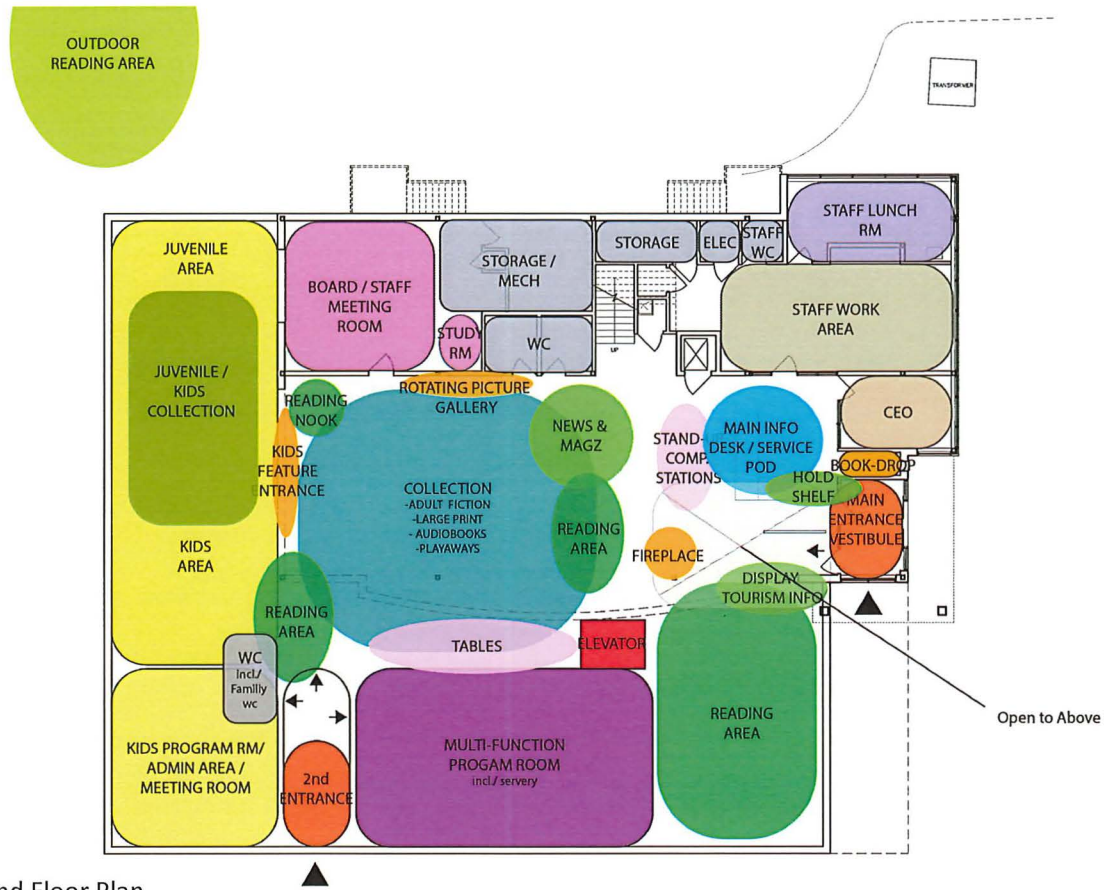 OUTDOOR
READING AREA
TRANSFORMER
JUVENILE
AREA
JUVENILE /
KIDS
COLLECTION
KIDS
AREA
BOARD / STAFF
MEETING
ROOM
STORAGE /
MECH
STUDY
RM
WC
STORAGE
ELEC
STAFF
WC
STAFF LUNCH
RM
STAFF WORK
AREA
UP
CEO
READING
NOOK
ROTATING PICTURE
GALLERY
NEWS &
MAGZ
STAND-
COMP.
STATIONS
MAIN INFO
DESK / SERVICE
POD
BOOK-DROP
HOLD
SHELF
MAIN
ENTRANCE
VESTIBULE
KIDS
FEATURE
ENTRANCE
COLLECTION
-ADULT FICTION
-LARGE PRINT
- AUDIOBOOKS
-PLAYAWAYS
READING
AREA
FIREPLACE
DISPLAY
TOURISM INFO
READING
AREA
TABLES
ELEVATOR
WC
incl./
Familiy
wc
READING
AREA
Open to Above
KIDS PROGRAM RM/
ADMIN AREA /
MEETING ROOM
2nd
ENTRANCE
MULTI-FUNCTION
PROGAM ROOM
incl./ servery
nd Floor Plan